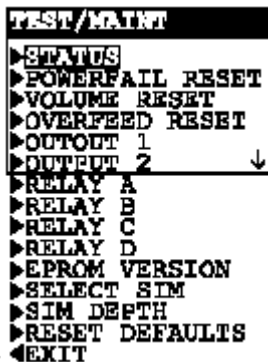 TEST/MAINT
STATUS
POWERFAIL RESET
VOLUME RESET
OVERFEED RESET
OUTOUT 1
OUTPUT 2
RELAY A
RELAY B
RELAY C
RELAY D
EPROM VERSION
SELECT SIM
SIM DEPTH
RESET DEFAULTS
EXIT